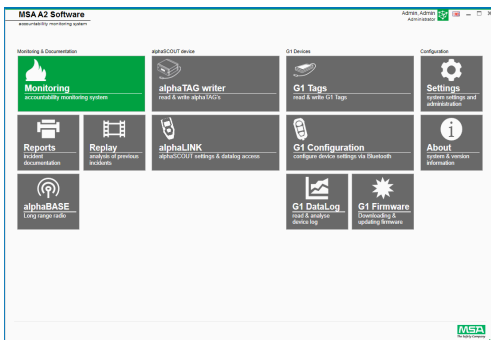 MSA A2 Software
accountability monitoring system
Admin, Admin
Administrator
Monitoring & Documentation
alphaSCOUT device
G1 Devices
Configuration
Monitoring
accountability monitoring system
alphaTAG writer
read & write alphaTAG's
G1 Tags
read & write G1 Tags
Settings
system settings and
administration
Reports
incident
documentation
Replay
analysis of previous
incidents
alphaLINK
alphaSCOUT settings & datalog access
G1 Configuration
configure device settings via Bluetooth
About
system & version
information
alphaBASE
Long range radio
G1 DataLog
read & analyse
device log
G1 Firmware
Downloading &
updating firmware
MSA
The Safety Company